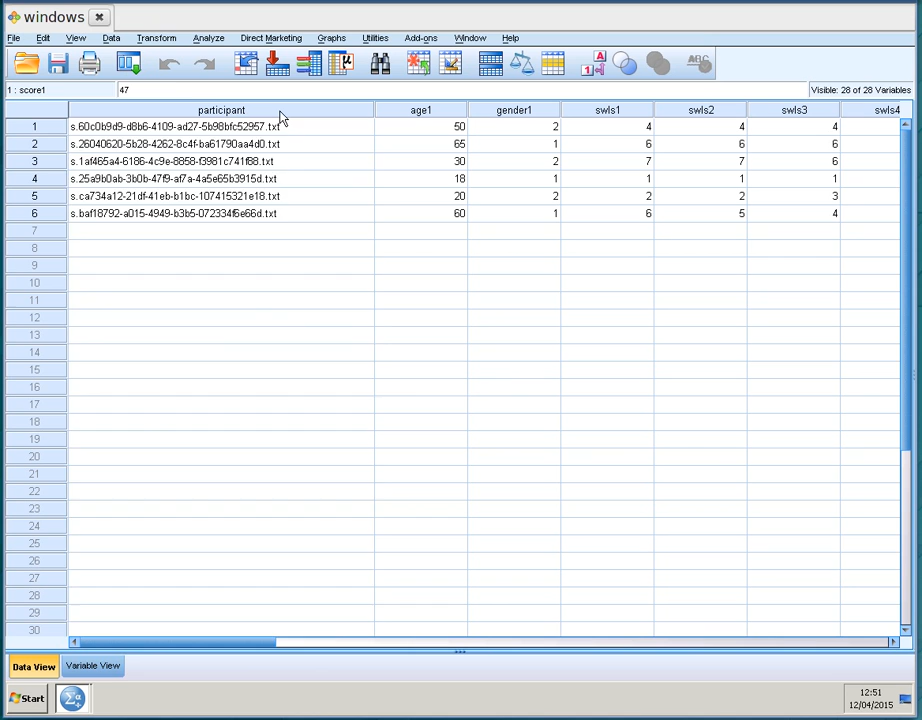 windows
File Edit View Data Transform Analyze Direct Marketing Graphs Utilities Add-ons Window Help
A
1
ABC
1 : score1 47 Visible: 28 of 28 Variables
participant age1 gender1 swls1 swls2 swls3 swls4
1 s.60c0b9d9-d8b6-4109-ad27-5b98bfc52957.txt 50 2 4 4 4
2 s.26040620-5b28-4262-8c4f-ba61790aa4d0.txt 65 1 6 6 6
3 s.1af465a4-6186-4c9e-8858-f3981c741f88.txt 30 2 7 7 6
4 s.25a9b0ab-3b0b-47f9-af7a-4a5e65b3915d.txt 18 1 1 1 1
5 s.ca734a12-21df-41eb-b1bc-107415321e18.txt 20 2 2 2 3
6 s.baf18792-a015-4949-b3b5-072334f6e66d.txt 60 1 6 5 4
7
8
9
10
11
12
13
14
15
16
17
18
19
20
21
22
23
24
25
26
27
28
29
30
Data View Variable View
Start 12:51
12/04/2015